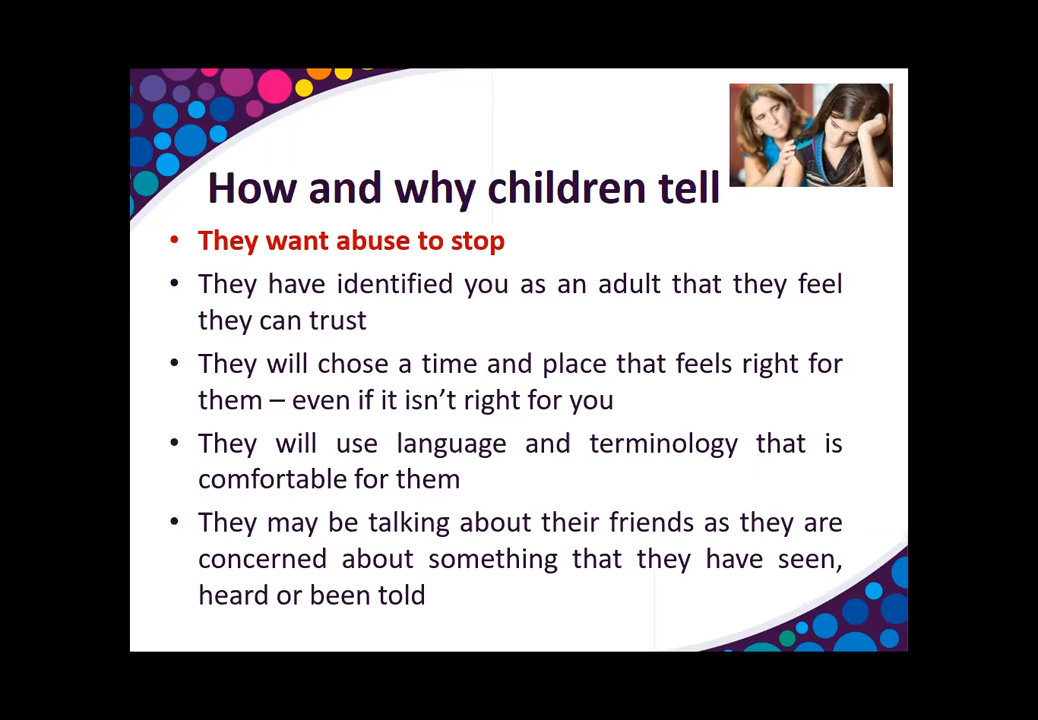 How and why children tell
• They want abuse to stop
• They have identified you as an adult that they feel
they can trust
• They will chose a time and place that feels right for
them – even if it isn’t right for you
• They will use language and terminology that is
comfortable for them
• They may be talking about their friends as they are
concerned about something that they have seen,
heard or been told